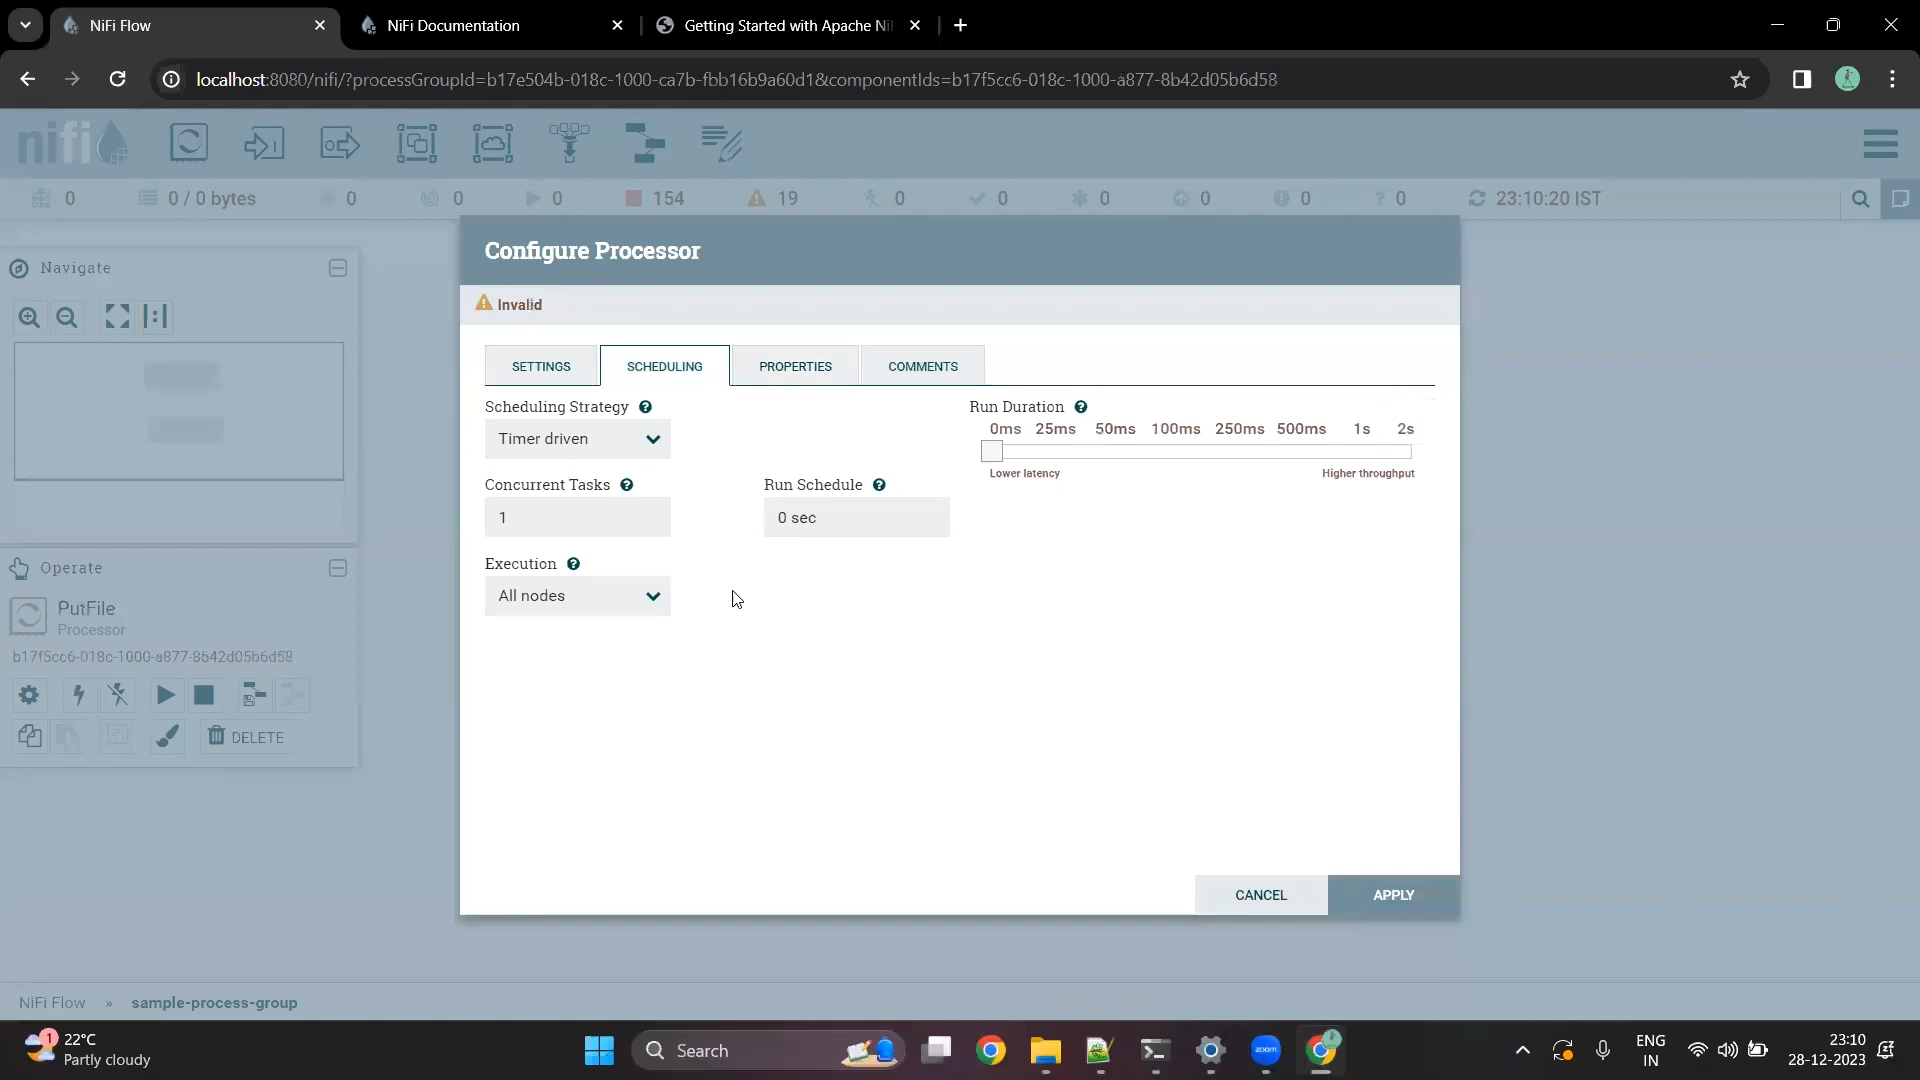 NiFi Flow
NiFi Documentation
Getting Started with Apache Ni
localhost:8080/nifi/?processGroupId=b17e504b-018c-1000-ca7b-fbb16b9a60d1&componentIds=b17f5cc6-018c-1000-a877-8b42d05b6d58
nifi
0 0 / 0 bytes 0 0 0 154 19 0 0 0 0 0 ? 0 23:10:20 IST
Configure Processor
Invalid
Navigate
SETTINGS SCHEDULING PROPERTIES COMMENTS
Scheduling Strategy ?
Timer driven
Run Duration ?
0ms 25ms 50ms 100ms 250ms 500ms 1s 2s
Lower latency Higher throughput
Concurrent Tasks ?
1
Run Schedule ?
0 sec
Execution ?
All nodes
Operate
PutFile
Processor
b17f5cc6-018c-1000-a877-8b42d05b6d58
DELETE
CANCEL APPLY
NiFi Flow » sample-process-group
1
22°C
Partly cloudy
Search
zoom
ENG
IN
23:10
28-12-2023